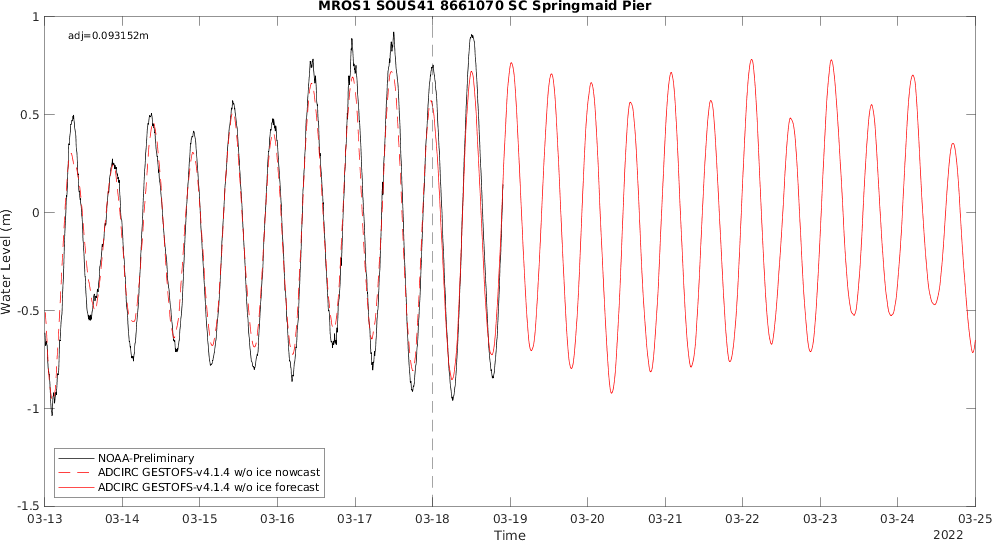 MROS1 SOUS41 8661070 SC Springmaid Pier
adj=0.093152m
1
0.5
0
-0.5
-1
-1.5
Water Level (m)
NOAA-Preliminary
ADCIRC GESTOFS-v4.1.4 w/o ice nowcast
ADCIRC GESTOFS-v4.1.4 w/o ice forecast
03-13 03-14 03-15 03-16 03-17 03-18 03-19 03-20 03-21 03-22 03-23 03-24 03-25
Time
2022